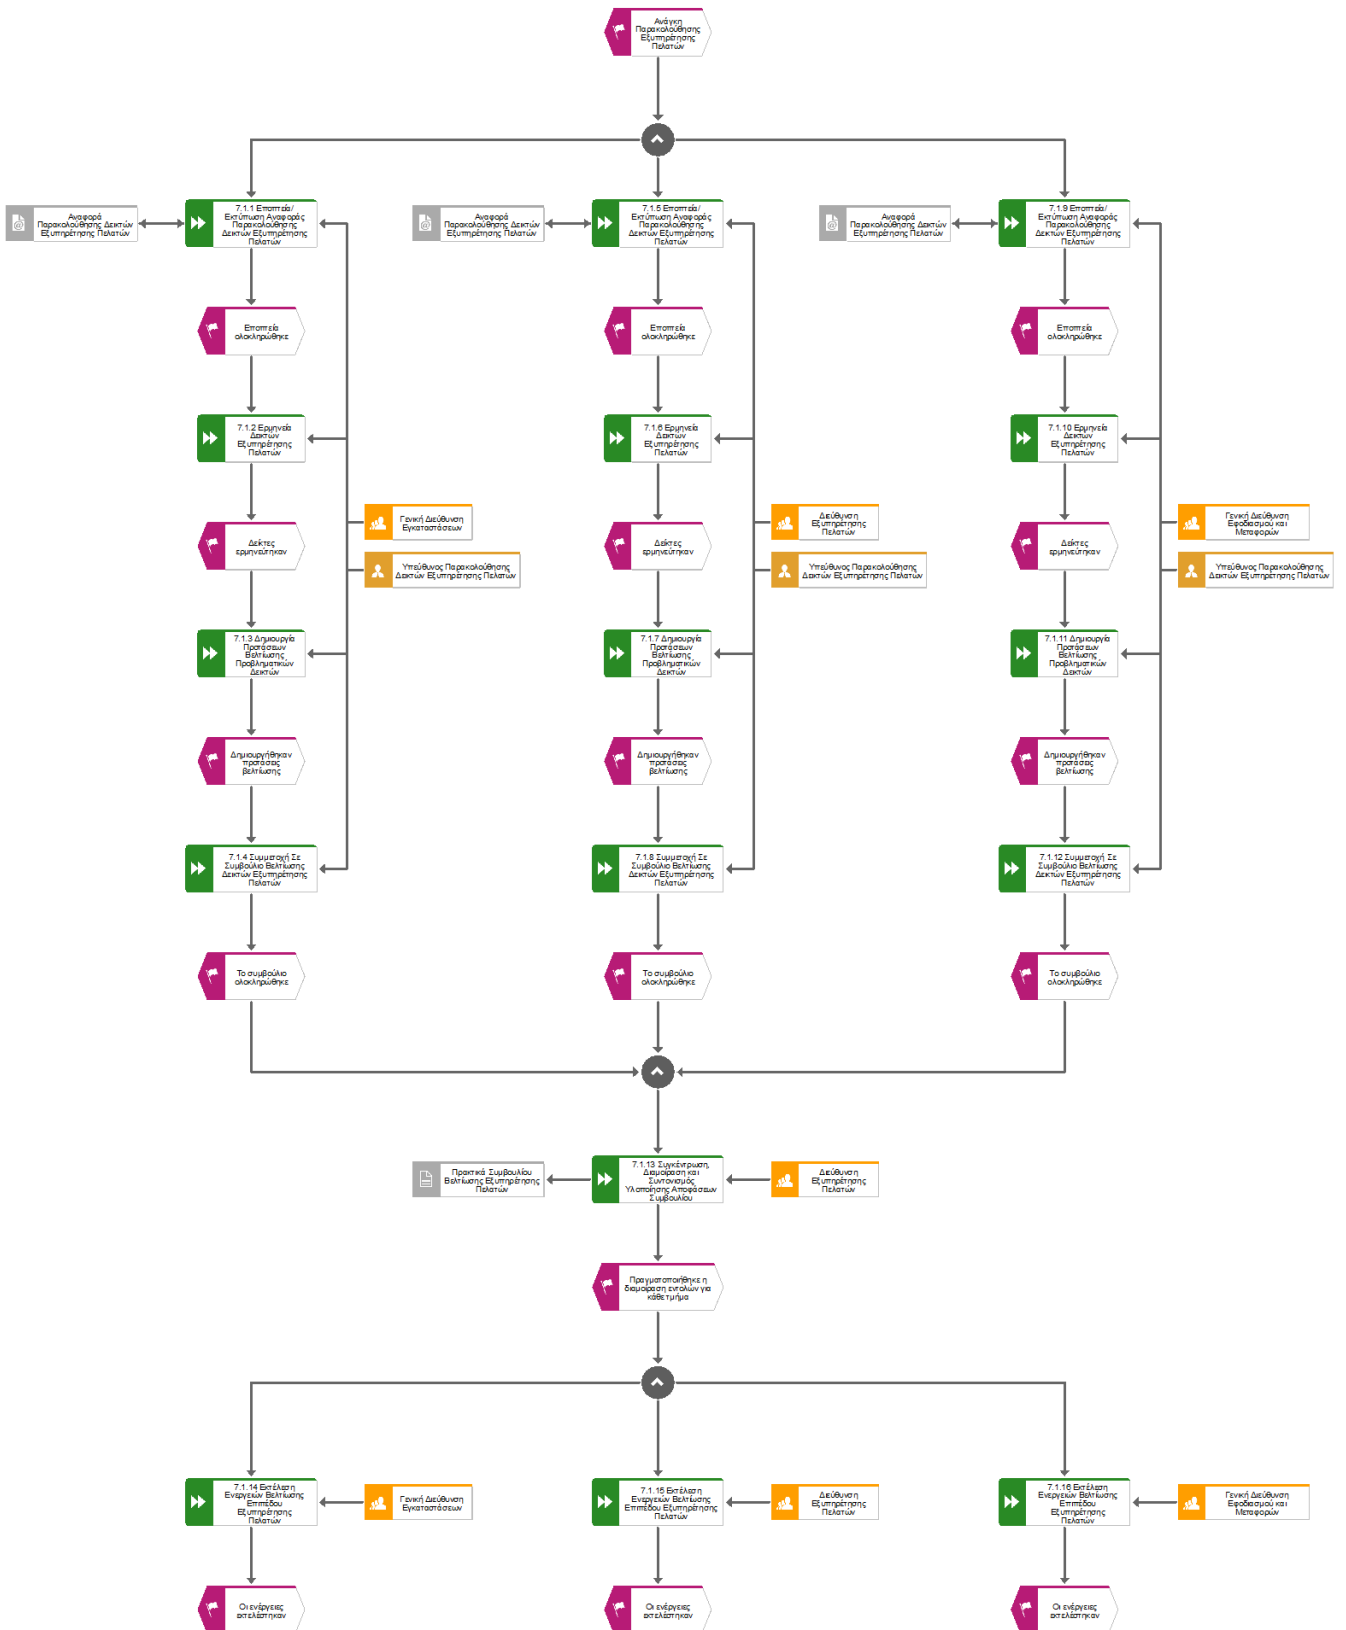 Ανάγκη
Παρακολούθησης
Εξυπηρέτησης
Πελατών
Αναφορά
Παρακολούθησης Δεικτών
Εξυπηρέτησης Πελατών
7.1.1 Εποπτεία/
Εκτύπωση Αναφοράς
Παρακολούθησης
Δεικτών Εξυπηρέτησης
Πελατών
Αναφορά
Παρακολούθησης Δεικτών
Εξυπηρέτησης Πελατών
7.1.5 Εποπτεία/
Εκτύπωση Αναφοράς
Παρακολούθησης
Δεικτών Εξυπηρέτησης
Πελατών
Αναφορά
Παρακολούθησης Δεικτών
Εξυπηρέτησης Πελατών
7.1.9 Εποπτεία/
Εκτύπωση Αναφοράς
Παρακολούθησης
Δεικτών Εξυπηρέτησης
Πελατών
Εποπτεία
ολοκληρώθηκε
Εποπτεία
ολοκληρώθηκε
Εποπτεία
ολοκληρώθηκε
7.1.2 Ερμηνεία
Δεικτών
Εξυπηρέτησης
Πελατών
7.1.6 Ερμηνεία
Δεικτών
Εξυπηρέτησης
Πελατών
7.1.10 Ερμηνεία
Δεικτών
Εξυπηρέτησης
Πελατών
Γενική Διεύθυνση
Εγκαταστάσεων
Διεύθυνση
Εξυπηρέτησης
Πελατών
Γενική Διεύθυνση
Εφοδιασμού και
Μεταφορών
Δείκτες
ερμηνεύτηκαν
Δείκτες
ερμηνεύτηκαν
Δείκτες
ερμηνεύτηκαν
Υπεύθυνος Παρακολούθησης
Δεικτών Εξυπηρέτησης Πελατών
Υπεύθυνος Παρακολούθησης
Δεικτών Εξυπηρέτησης Πελατών
Υπεύθυνος Παρακολούθησης
Δεικτών Εξυπηρέτησης Πελατών
7.1.3 Δημιουργία
Προτάσεων
Βελτίωσης
Προβληματικών
Δεικτών
7.1.7 Δημιουργία
Προτάσεων
Βελτίωσης
Προβληματικών
Δεικτών
7.1.11 Δημιουργία
Προτάσεων
Βελτίωσης
Προβληματικών
Δεικτών
Δημιουργήθηκαν
προτάσεις
βελτίωσης
Δημιουργήθηκαν
προτάσεις
βελτίωσης
Δημιουργήθηκαν
προτάσεις
βελτίωσης
7.1.4 Συμμετοχή Σε
Συμβούλιο Βελτίωσης
Δεικτών Εξυπηρέτησης
Πελατών
7.1.8 Συμμετοχή Σε
Συμβούλιο Βελτίωσης
Δεικτών Εξυπηρέτησης
Πελατών
7.1.12 Συμμετοχή Σε
Συμβούλιο Βελτίωσης
Δεικτών Εξυπηρέτησης
Πελατών
Το συμβούλιο
ολοκληρώθηκε
Το συμβούλιο
ολοκληρώθηκε
Το συμβούλιο
ολοκληρώθηκε
Πρακτικά Συμβουλίου
Βελτίωσης Εξυπηρέτησης
Πελατών
7.1.13 Συγκέντρωση,
Διαμοίραση και
Συντονισμός
Υλοποίησης Αποφάσεων
Συμβουλίου
Διεύθυνση
Εξυπηρέτησης
Πελατών
Πραγματοποιήθηκε η
διαμοίραση εντολών για
κάθε τμήμα
7.1.14 Εκτέλεση
Ενεργειών Βελτίωσης
Επιπέδου
Εξυπηρέτησης
Πελατών
Γενική Διεύθυνση
Εγκαταστάσεων
7.1.15 Εκτέλεση
Ενεργειών Βελτίωσης
Επιπέδου Εξυπηρέτησης
Πελατών
Διεύθυνση
Εξυπηρέτησης
Πελατών
7.1.16 Εκτέλεση
Ενεργειών Βελτίωσης
Επιπέδου
Εξυπηρέτησης
Πελατών
Γενική Διεύθυνση
Εφοδιασμού και
Μεταφορών
Οι ενέργειες
εκτελέστηκαν
Οι ενέργειες
εκτελέστηκαν
Οι ενέργειες
εκτελέστηκαν